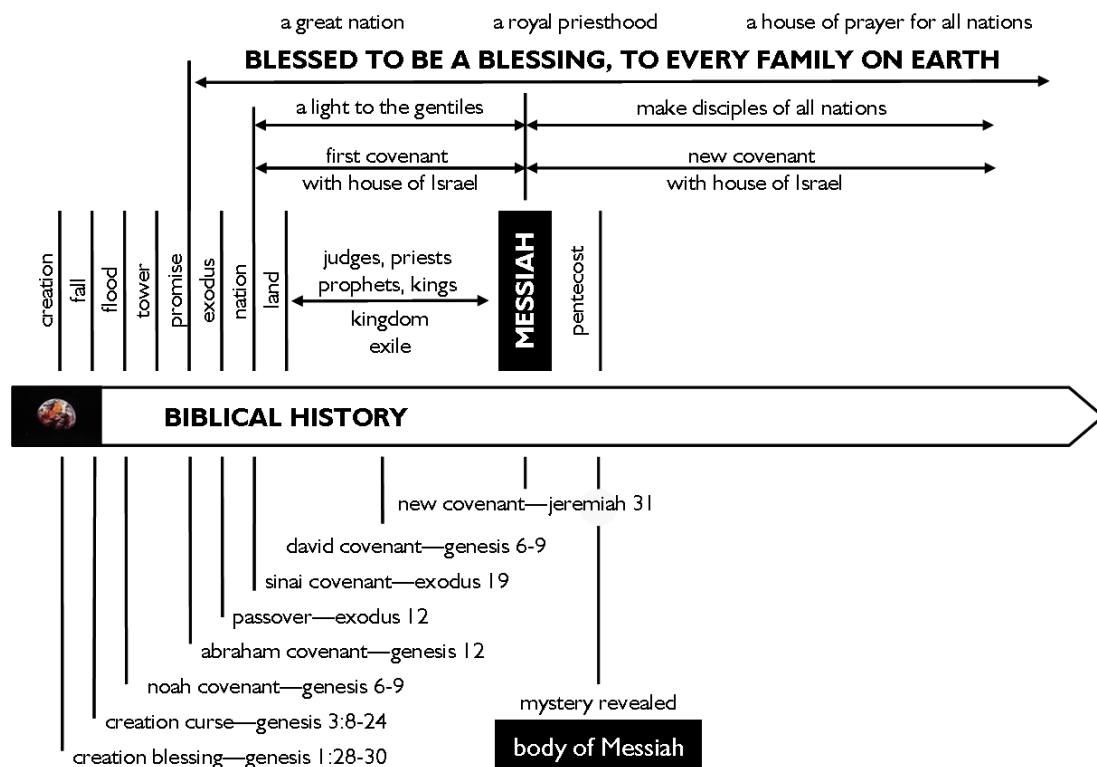 a great nation a royal priesthood a house of prayer for all nations
BLESSED TO BE A BLESSING, TO EVERY FAMILY ON EARTH
a light to the gentiles make disciples of all nations
first covenant new covenant
with house of Israel with house of Israel
creation
fall
flood
tower
promise
exodus
nation
land
judges, priests
prophets, kings
kingdom
exile
MESSIAH
pentecost
BIBLICAL HISTORY
new covenant—jeremiah 31
david covenant—genesis 6-9
sinai covenant—exodus 19
passover—exodus 12
abraham covenant—genesis 12
noah covenant—genesis 6-9
creation curse—genesis 3:8-24
creation blessing—genesis 1:28-30
mystery revealed
body of Messiah